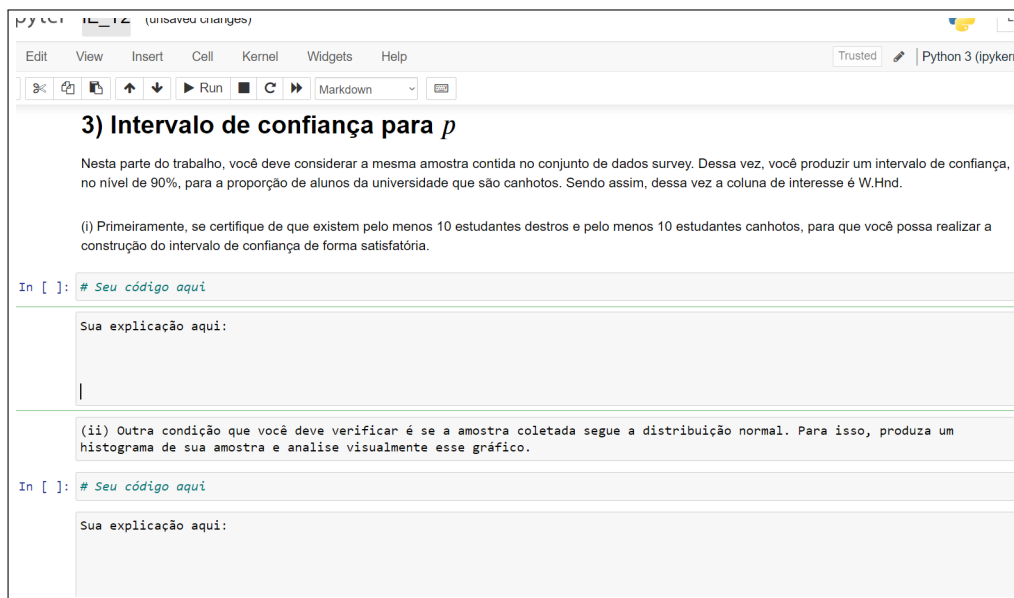 (unsaved changes)
Edit View Insert Cell Kernel Widgets Help
Trusted Python 3 (ipykern
Run Markdown
3) Intervalo de confiança para p
Nesta parte do trabalho, você deve considerar a mesma amostra contida no conjunto de dados survey. Dessa vez, você produzir um intervalo de confiança,
no nível de 90%, para a proporção de alunos da universidade que são canhotos. Sendo assim, dessa vez a coluna de interesse é W.Hnd.
(i) Primeiramente, se certifique de que existem pelo menos 10 estudantes destros e pelo menos 10 estudantes canhotos, para que você possa realizar a
construção do intervalo de confiança de forma satisfatória.
In [ ]: # Seu código aqui
Sua explicação aqui:
(ii) Outra condição que você deve verificar é se a amostra coletada segue a distribuição normal. Para isso, produza um
histograma de sua amostra e analise visualmente esse gráfico.
In [ ]: # Seu código aqui
Sua explicação aqui: